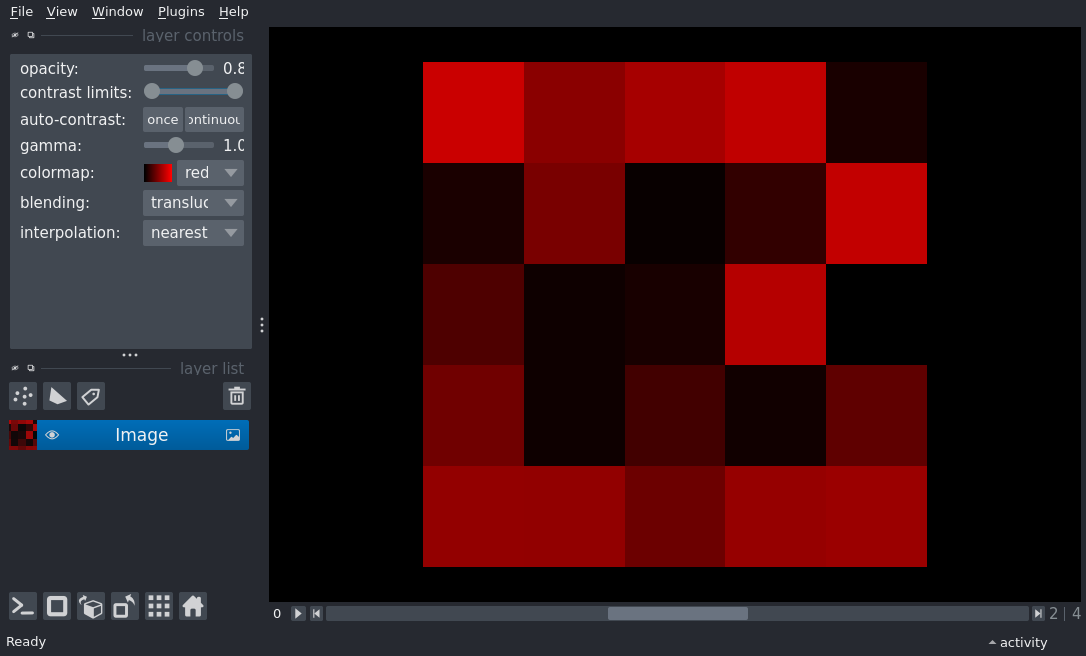 File View Window Plugins Help
layer controls
opacity: 0.8
contrast limits:
auto-contrast: once ontinuou
gamma: 1.0
colormap: red
blending: transluc
interpolation: nearest
layer list
Image
0 2 | 4
Ready
activity